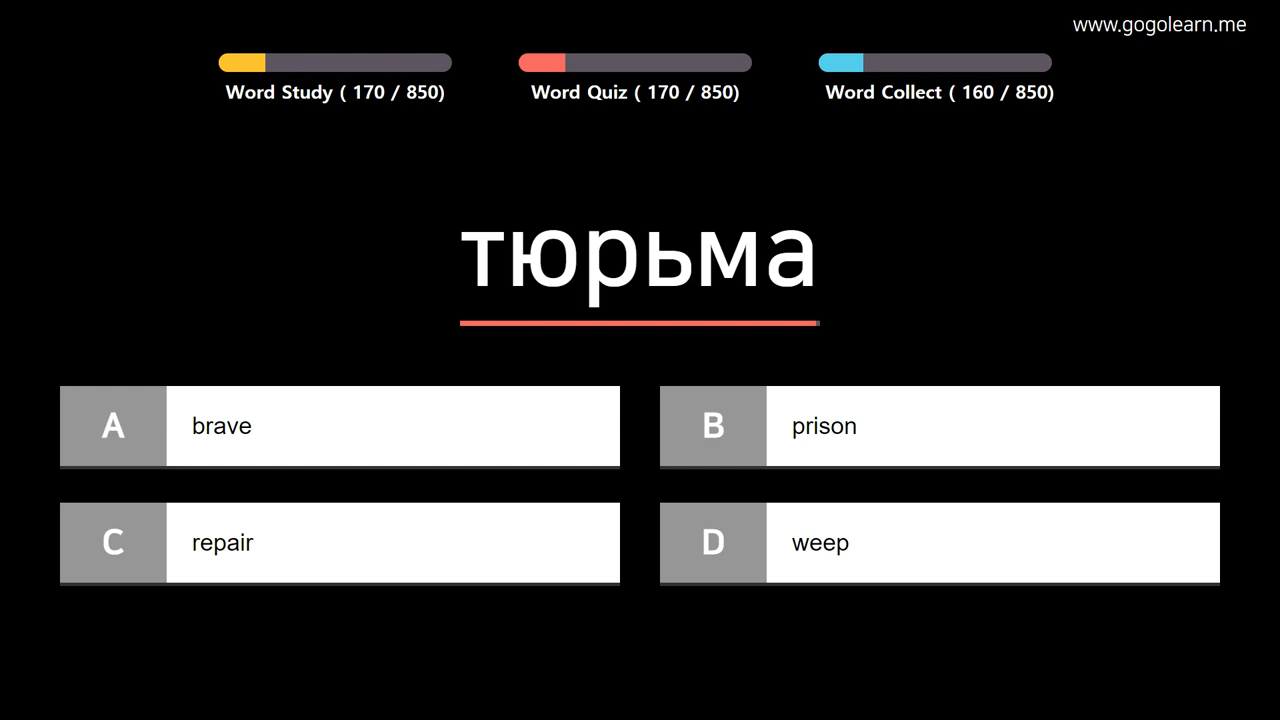 www.gogolearn.me
Word Study ( 170 / 850)
Word Quiz ( 170 / 850)
Word Collect ( 160 / 850)
тюрьма
A brave
B prison
C repair
D weep